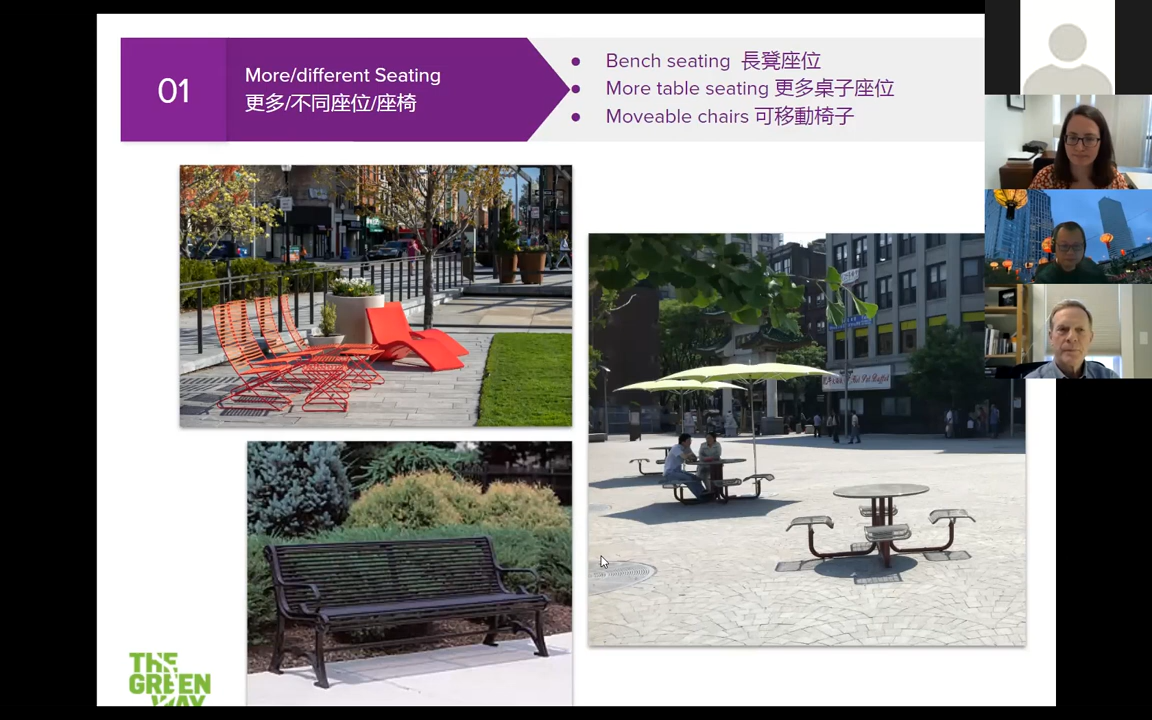 01
More/different Seating
更多/不同座位/座椅
● Bench seating 長凳座位
● More table seating 更多桌子座位
● Moveable chairs 可移動椅子
THE
GREEN
WAY